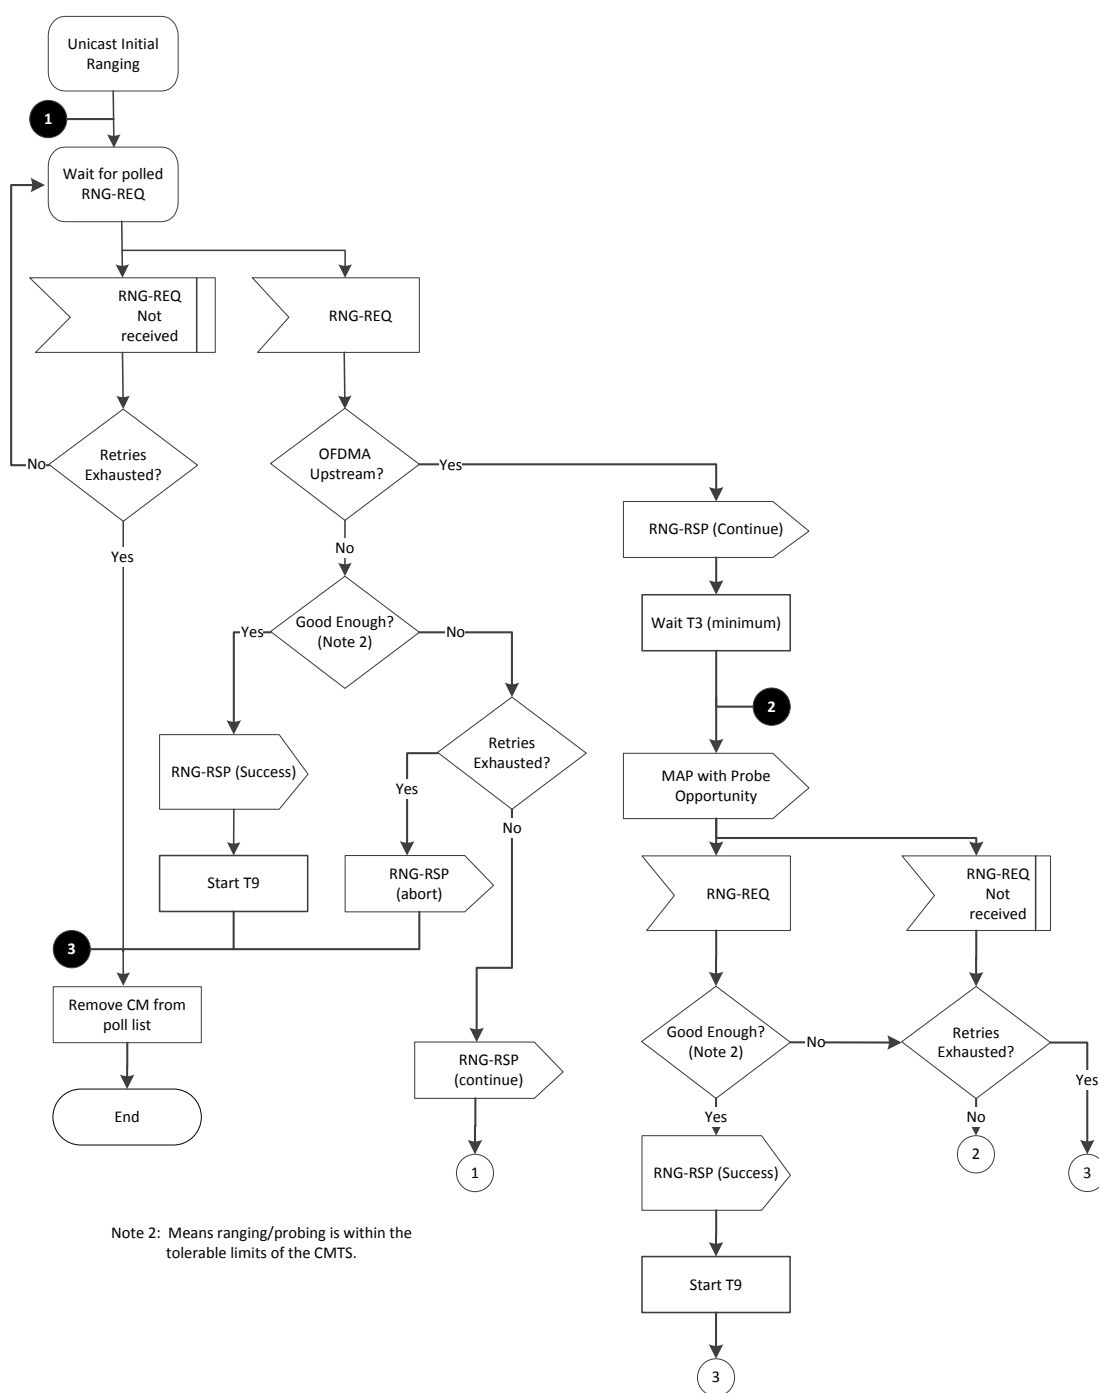 Unicast Initial
Ranging
1
Wait for polled
RNG-REQ
RNG-REQ
Not
received
RNG-REQ
Retries
Exhausted?
No
Yes
OFDMA
Upstream?
Yes
No
RNG-RSP (Continue)
Wait T3 (minimum)
2
MAP with Probe
Opportunity
Good Enough?
(Note 2)
Yes
No
RNG-RSP (Success)
Start T9
Retries
Exhausted?
Yes
No
RNG-RSP
(abort)
3
Remove CM from
poll list
End
RNG-RSP
(continue)
1
RNG-REQ
RNG-REQ
Not
received
Good Enough?
(Note 2)
No
Yes
Retries
Exhausted?
Yes
No
2
3
RNG-RSP (Success)
Start T9
3
Note 2:  Means ranging/probing is within the
tolerable limits of the CMTS.